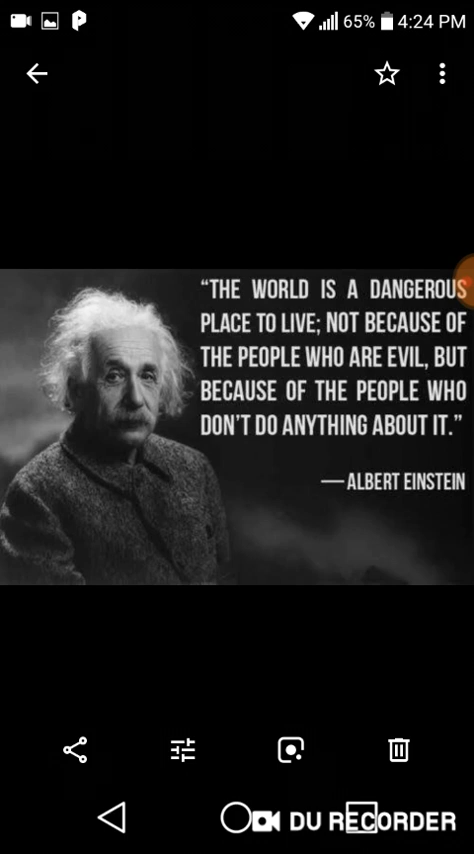 65% 4:24 PM
“THE WORLD IS A DANGEROUS
PLACE TO LIVE; NOT BECAUSE OF
THE PEOPLE WHO ARE EVIL, BUT
BECAUSE OF THE PEOPLE WHO
DON’T DO ANYTHING ABOUT IT.”
— ALBERT EINSTEIN
DU RECORDER